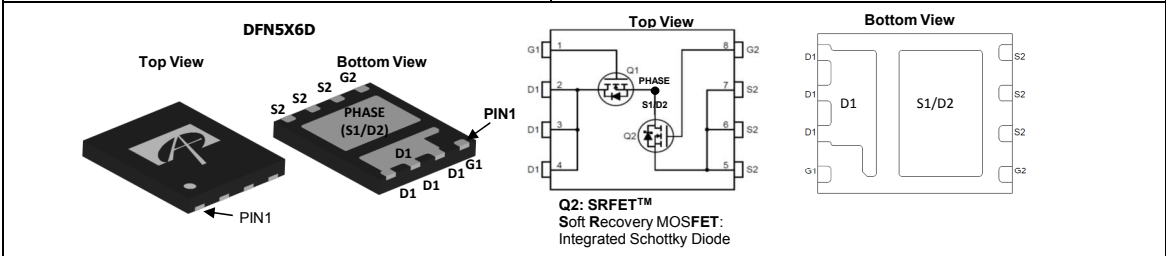 DFN5X6D
Top View
Bottom View
G2
S2
S2
S2
PHASE
(S1/D2)
PIN1
D1
G1
D1
D1
D1
PIN1
Top View
G1
1
8
G2
Q1
PHASE
D1
2
7
S2
S1/D2
D1
3
Q2
6
S2
D1
4
5
S2
Q2: SRFET™
Soft Recovery MOSFET:
Integrated Schottky Diode
Bottom View
D1
S2
D1
D1
S1/D2
S2
D1
S2
G1
G2